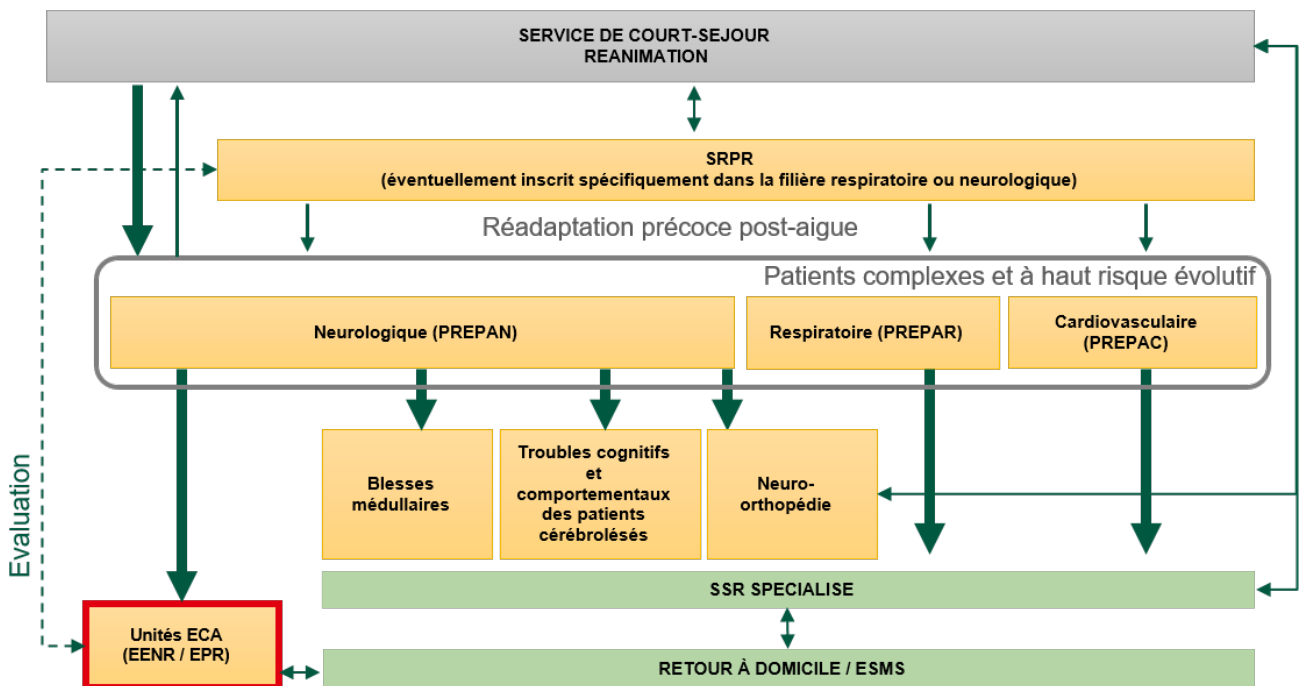 SERVICE DE COURT-SEJOUR
REANIMATION
SRPR
(éventuellement inscrit spécifiquement dans la filière respiratoire ou neurologique)
Réadaptation précoce post-aigue
Patients complexes et à haut risque évolutif
Neurologique (PREPAN)
Respiratoire (PREPAR)
Cardiovasculaire
(PREPAC)
Blesses
médullaires
Troubles cognitifs
et
comportementaux
des patients
cérébrolésés
Neuro-
orthopédie
Evaluation
SSR SPECIALISE
Unités ECA
(EENR / EPR)
RETOUR À DOMICILE / ESMS